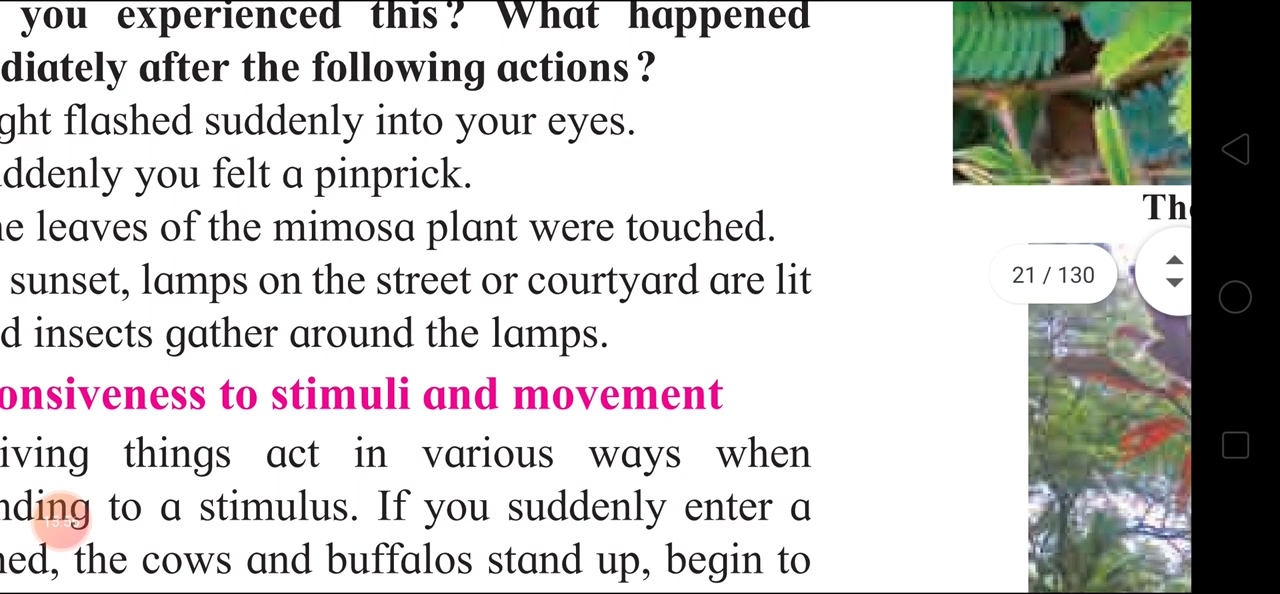 you experienced this? What happened
diately after the following actions?
ght flashed suddenly into your eyes.
ddenly you felt a pinprick.
e leaves of the mimosa plant were touched.
sunset, lamps on the street or courtyard are lit
d insects gather around the lamps.
onsiveness to stimuli and movement
iving things act in various ways when
nding to a stimulus. If you suddenly enter a
ed, the cows and buffalos stand up, begin to
The
21 / 130